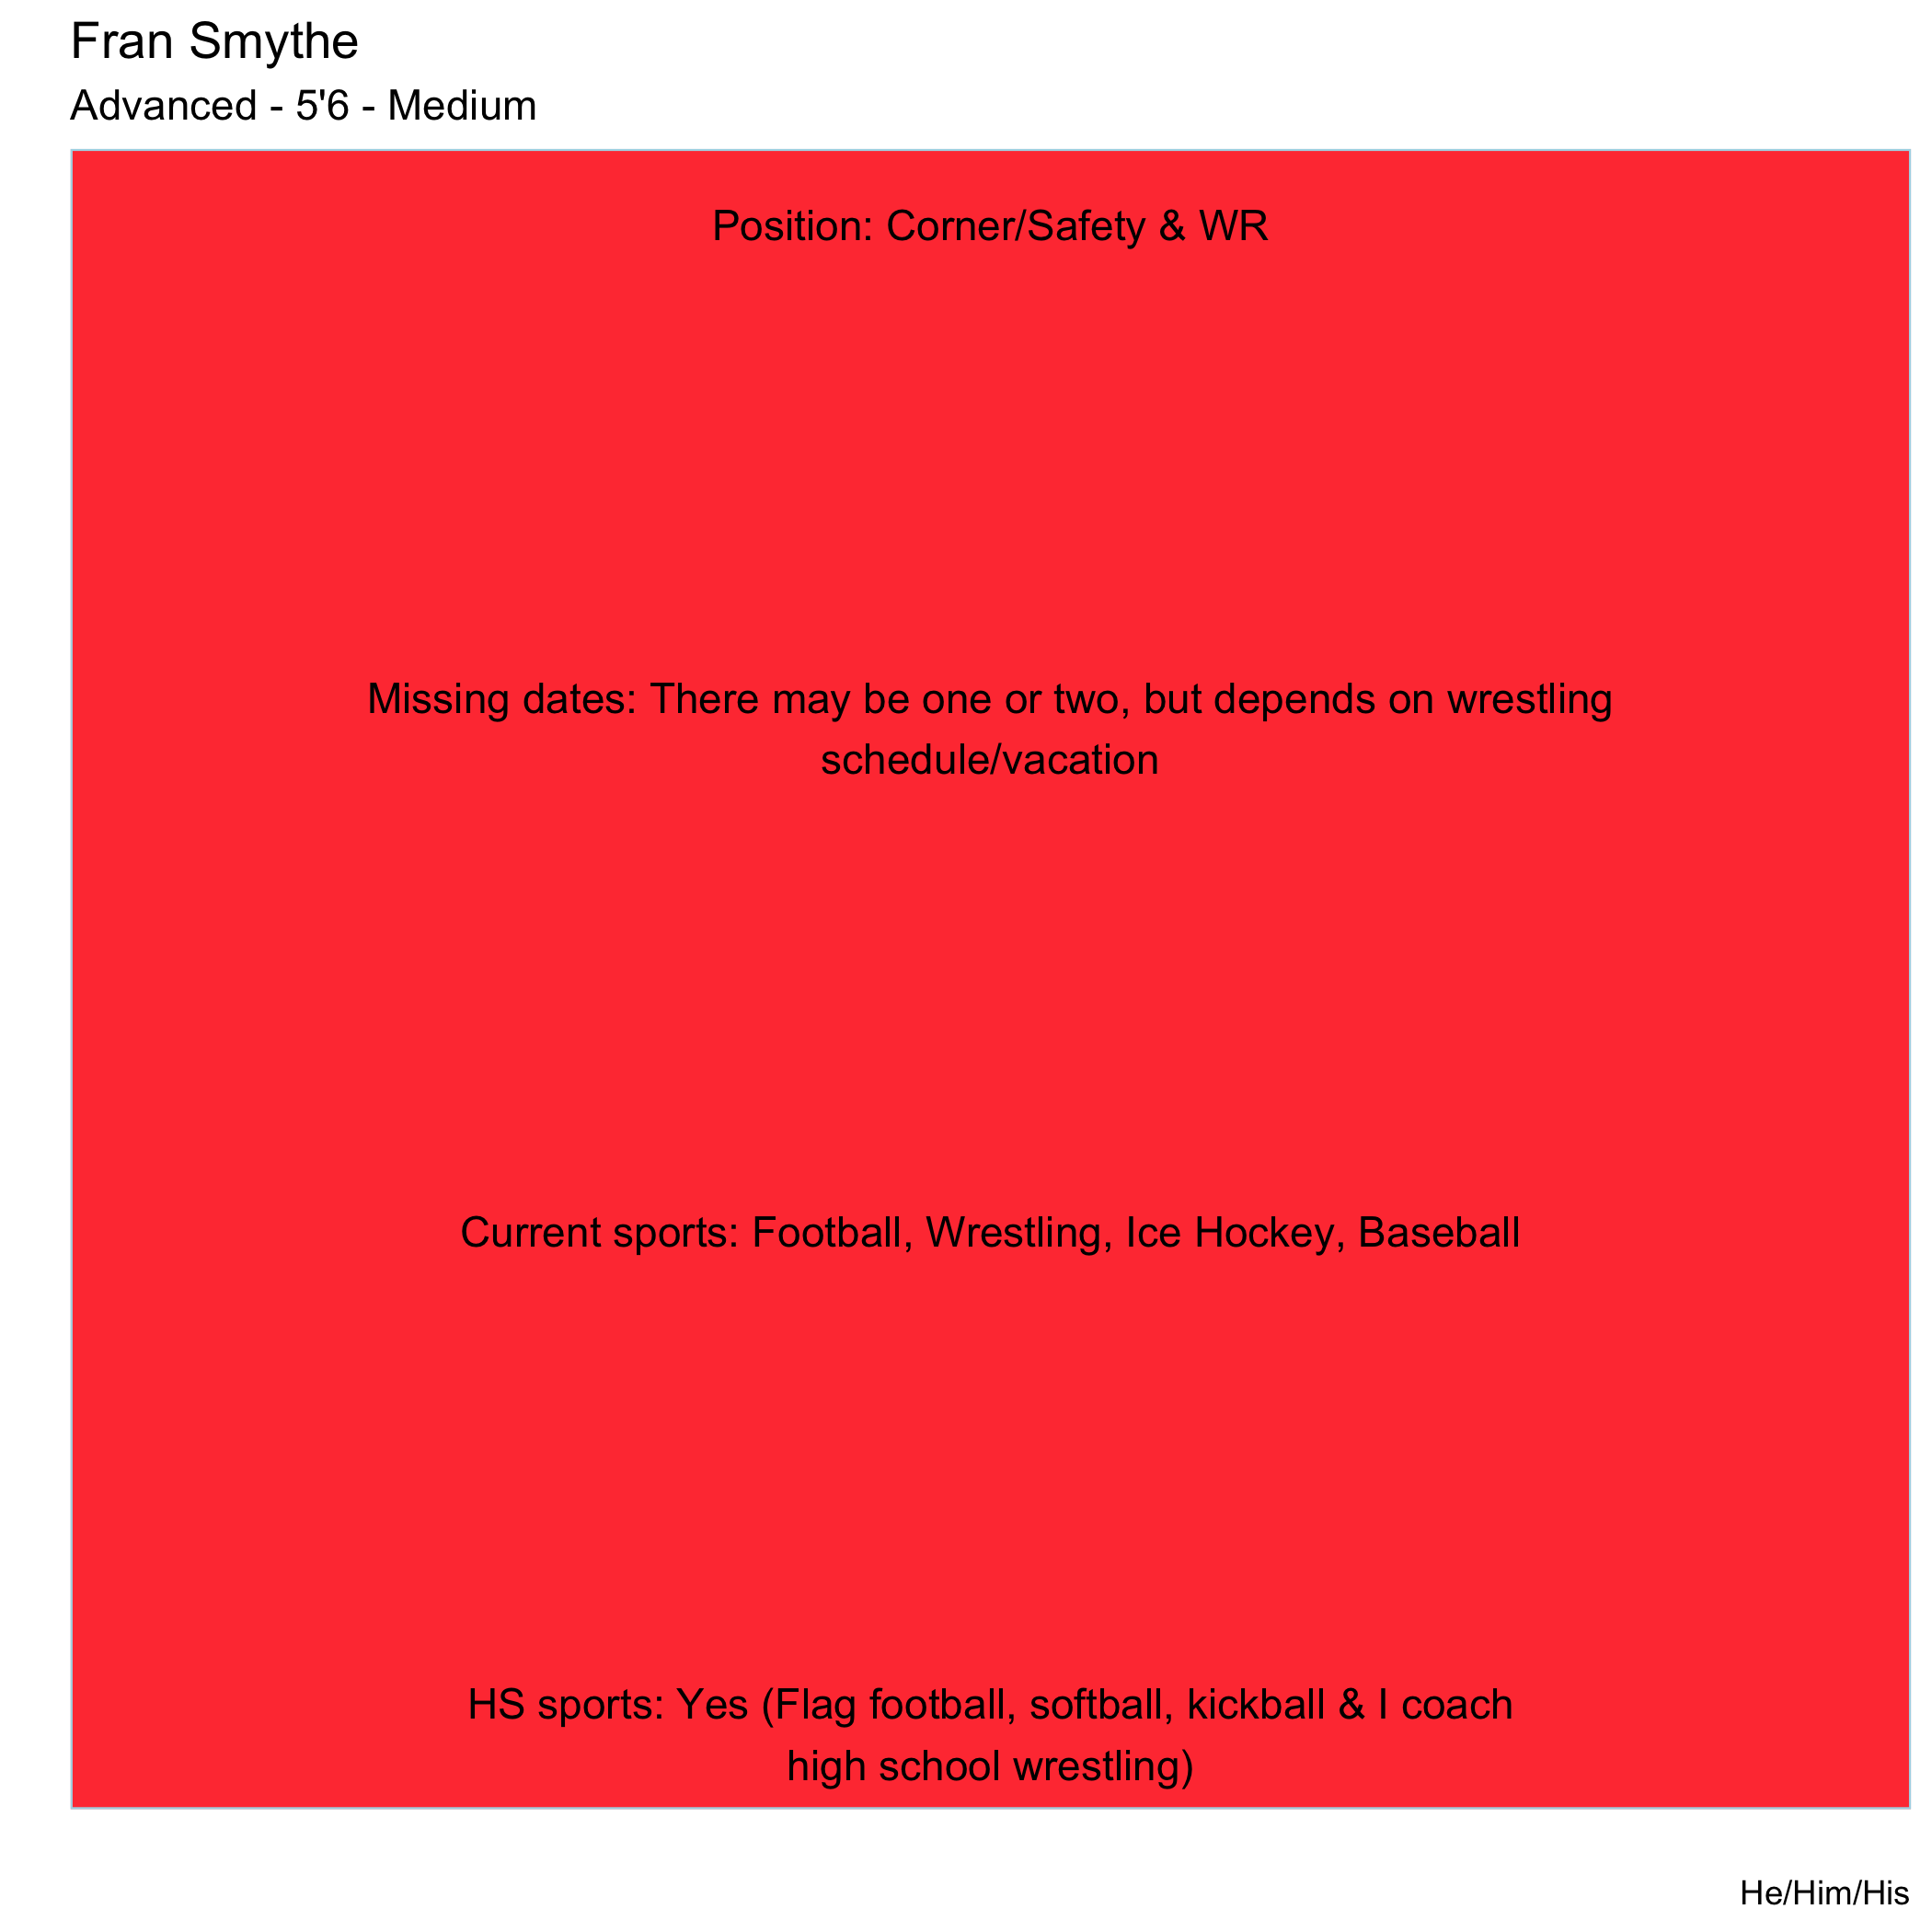 Fran Smythe
Advanced - 5'6 - Medium
Position: Corner/Safety & WR
Missing dates: There may be one or two, but depends on wrestling
schedule/vacation
Current sports: Football, Wrestling, Ice Hockey, Baseball
HS sports: Yes (Flag football, softball, kickball & I coach
high school wrestling)
He/Him/His